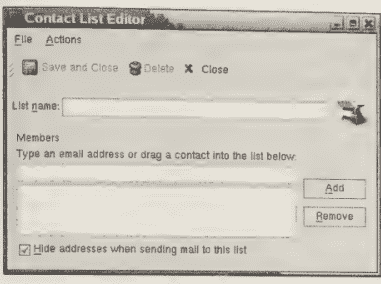 Contact List Editor
File Actions
Save and Close Delete X Close
List name:
Members
Type an email address or drag a contact into the list below:
Add
Remove
Hide addresses when sending mail to this list